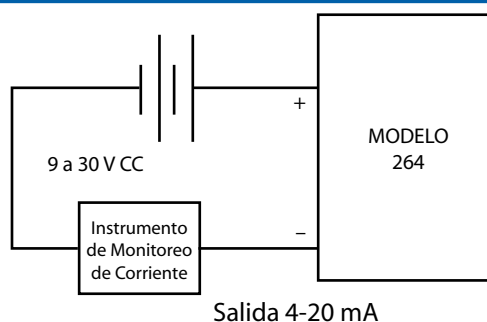 +
MODELO
264
9 a 30 V CC
Instrumento
de Monitoreo
de Corriente
–
Salida 4-20 mA